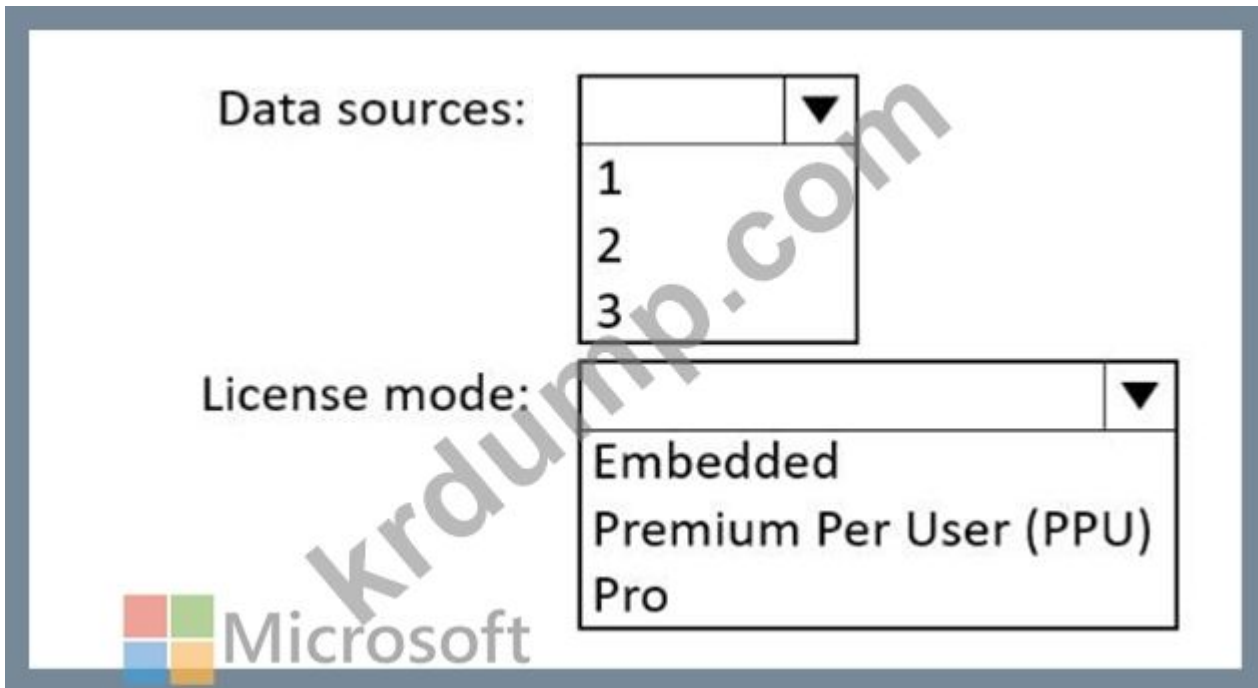 Data sources:
1
2
3
License mode:
Embedded
Premium Per User (PPU)
Pro
krdump.com
Microsoft